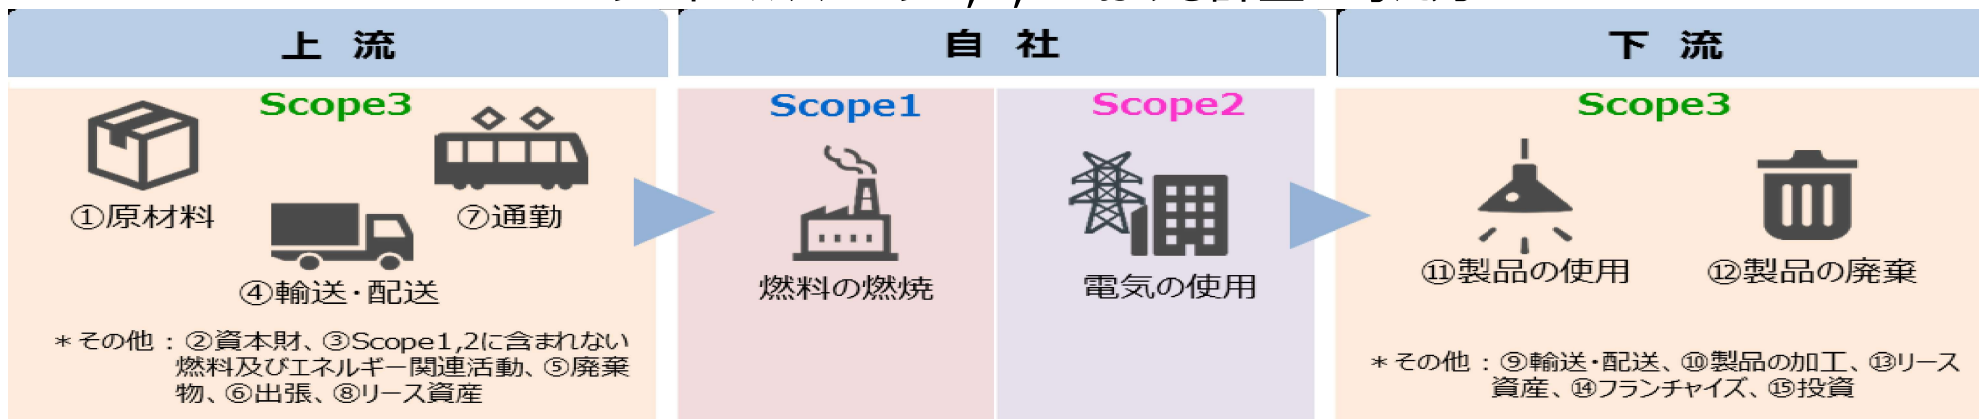 上 流
Scope3
①原材料
⑦通勤
④輸送・配送
＊その他：②資本財、③Scope1,2に含まれない
燃料及びエネルギー関連活動、⑤廃棄
物、⑥出張、⑧リース資産
自 社
Scope1
燃料の燃焼
Scope2
電気の使用
下 流
Scope3
⑪製品の使用
⑫製品の廃棄
＊その他：⑨輸送・配送、⑩製品の加工、⑬リース
資産、⑭フランチャイズ、⑮投資